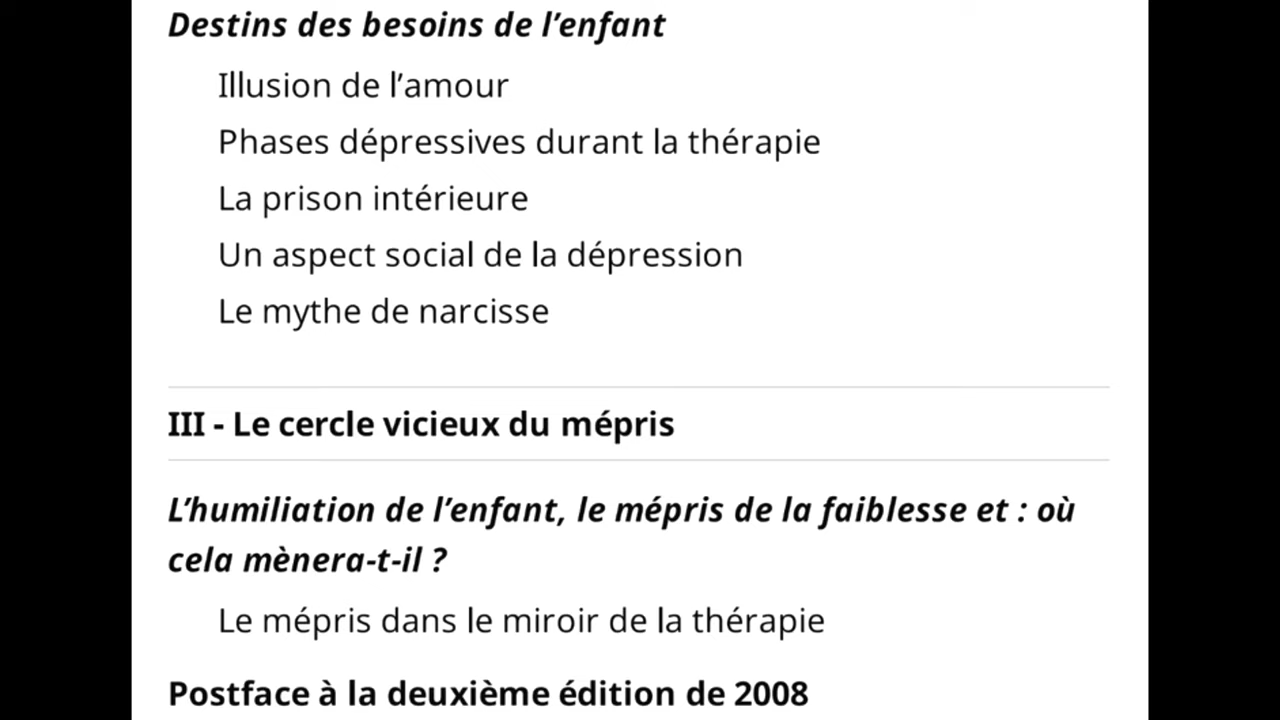 Destins des besoins de l’enfant
Illusion de l’amour
Phases dépressives durant la thérapie
La prison intérieure
Un aspect social de la dépression
Le mythe de narcisse
III - Le cercle vicieux du mépris
L’humiliation de l’enfant, le mépris de la faiblesse et : où
cela mènera-t-il ?
Le mépris dans le miroir de la thérapie
Postface à la deuxième édition de 2008